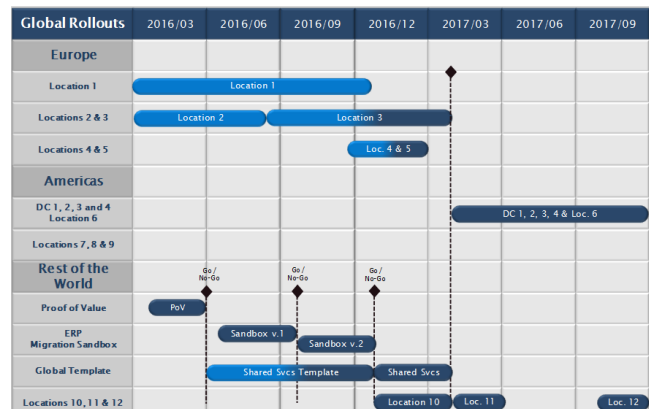 Global Rollouts 2016/03 2016/06 2016/09 2016/12 2017/03 2017/06 2017/09
Europe
Location 1 Location 1
Locations 2 & 3 Location 2 Location 3
Locations 4 & 5 Loc. 4 & 5
Americas
DC 1, 2, 3 and 4
Location 6 DC 1, 2, 3, 4 & Loc. 6
Locations 7, 8 & 9
Rest of the
World
Go /
No-Go
Go /
No-Go
Go /
No-Go
Proof of Value PoV
ERP
Migration Sandbox Sandbox v.1 Sandbox v.2
Global Template Shared Svcs Template Shared Svcs
Locations 10, 11 & 12 Location 10 Loc. 11 Loc. 12